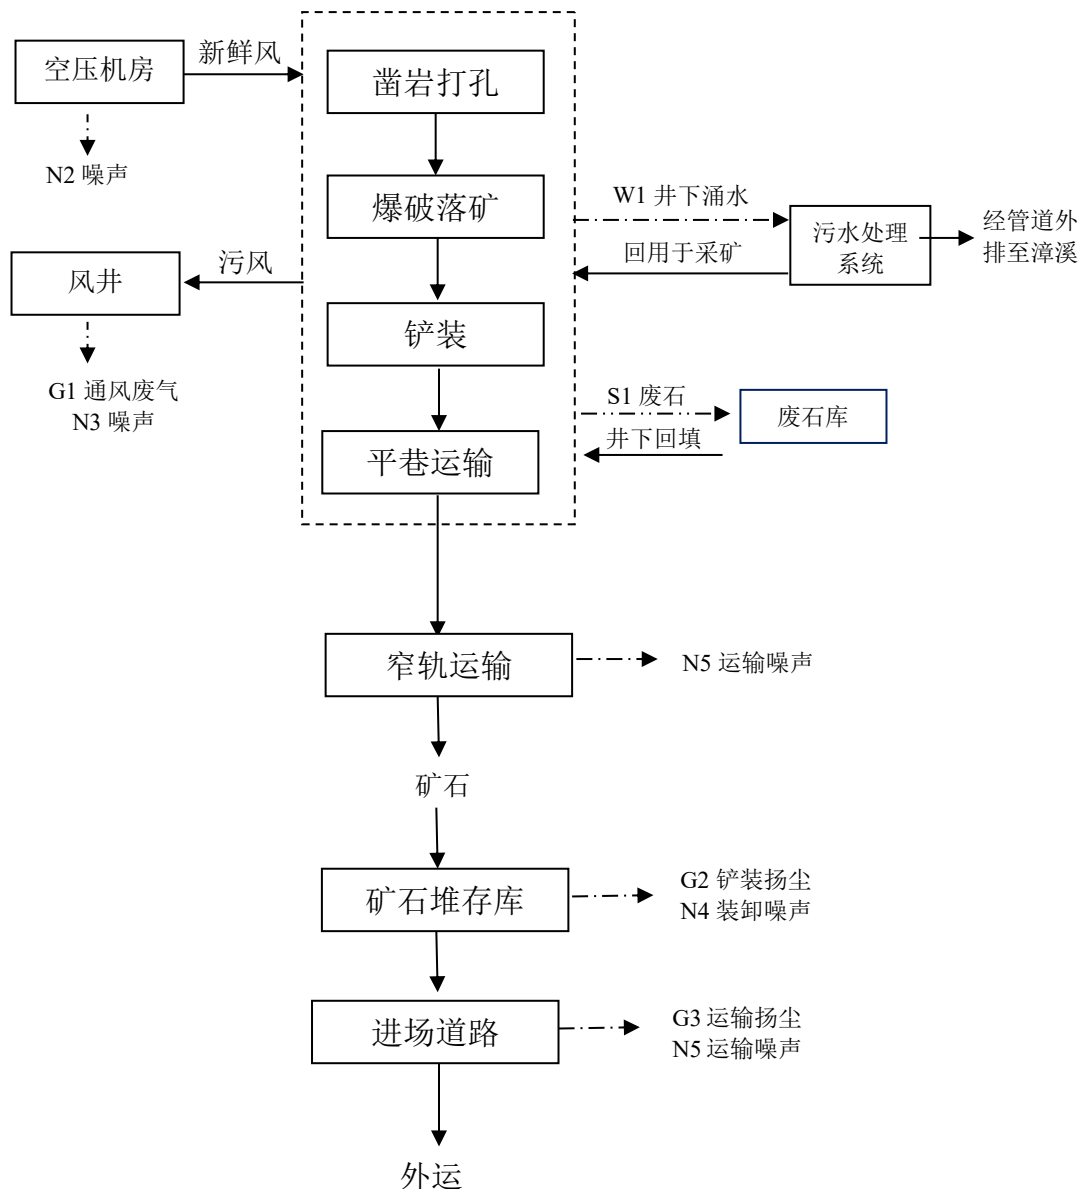 空压机房
新鲜风
凿岩打孔
N2 噪声
爆破落矿
W1 井下涌水
污水处理
系统
经管道外
排至漳溪
回用于采矿
污风
风井
铲装
G1 通风废气
N3 噪声
S1 废石
废石库
井下回填
平巷运输
窄轨运输
N5 运输噪声
矿石
矿石堆存库
G2 铲装扬尘
N4 装卸噪声
进场道路
G3 运输扬尘
N5 运输噪声
外运